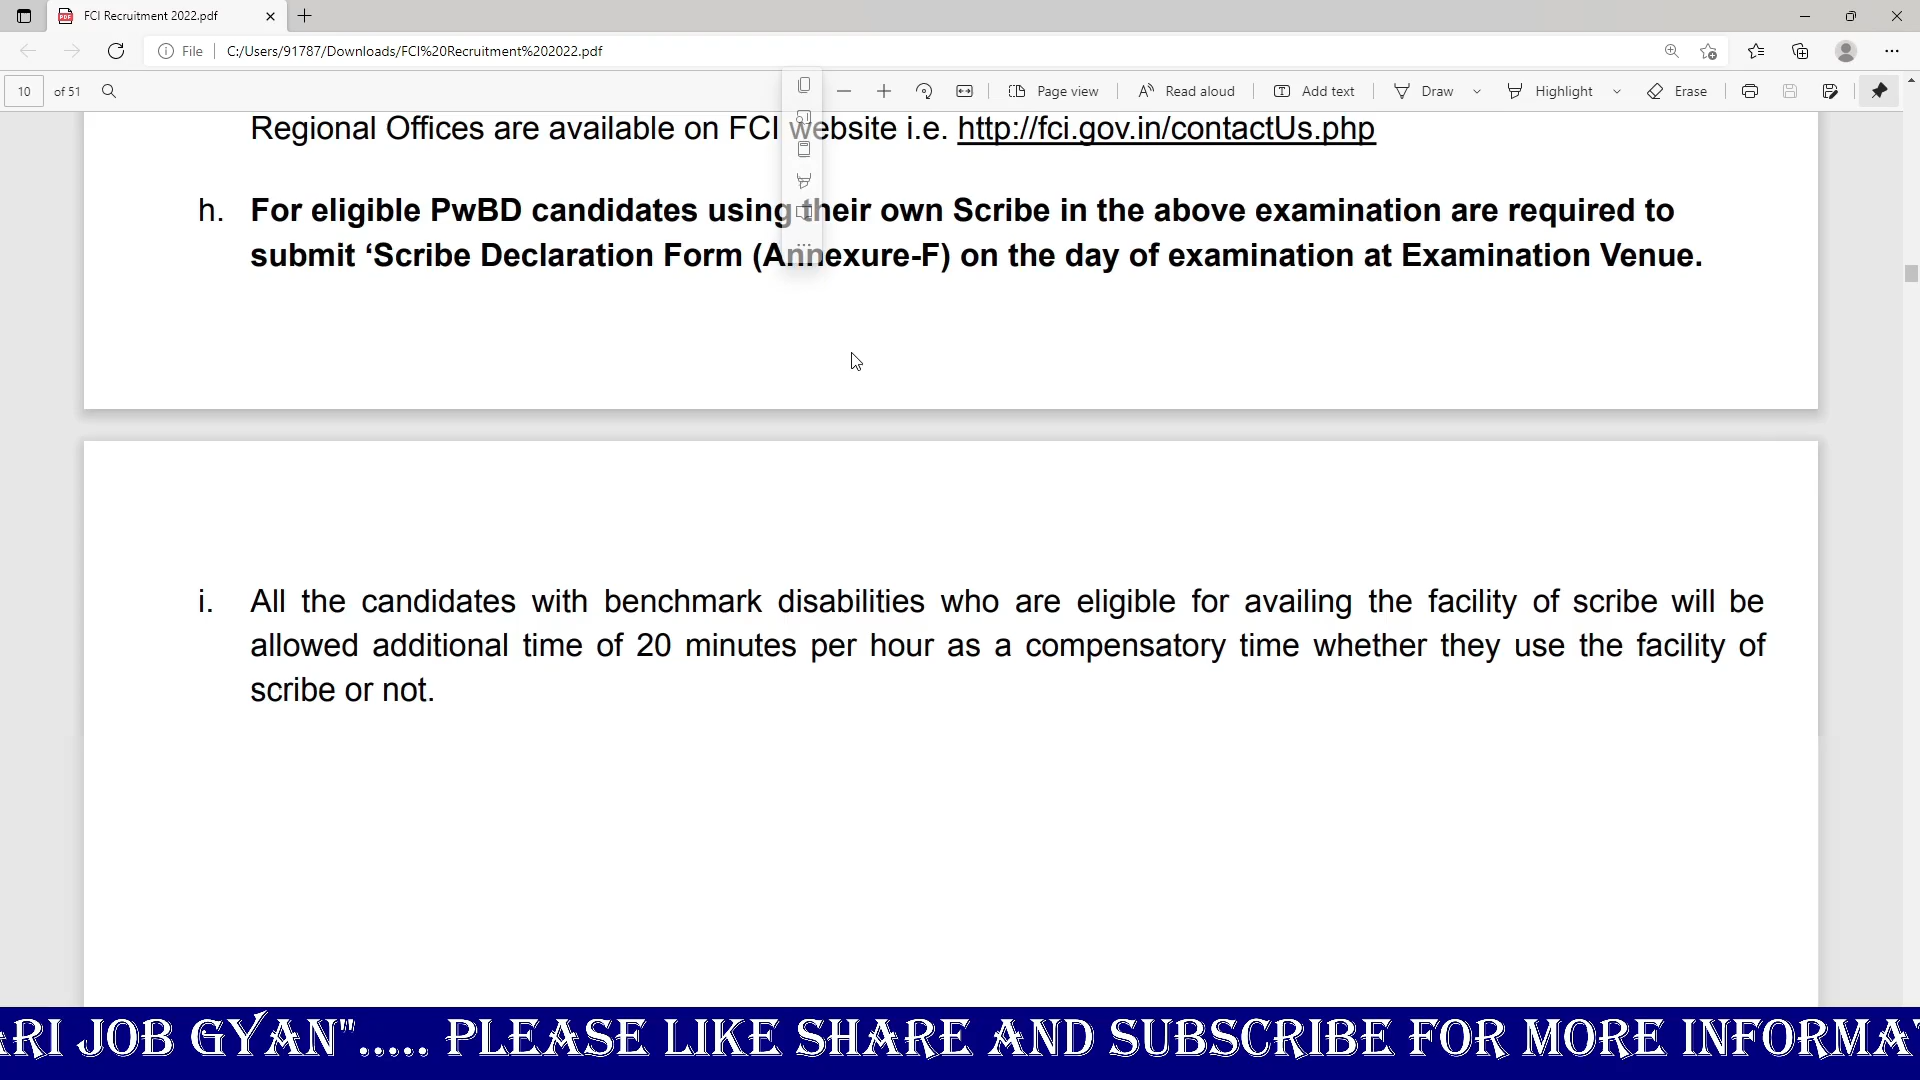 FCI Recruitment 2022.pdf
File C:/Users/91787/Downloads/FCI%20Recruitment%202022.pdf
10 of 51 Page view Read aloud Add text Draw Highlight Erase
Regional Offices are available on FCI website i.e. http://fci.gov.in/contactUs.php
h. For eligible PwBD candidates using their own Scribe in the above examination are required to
submit ‘Scribe Declaration Form (Annexure-F) on the day of examination at Examination Venue.
i. All the candidates with benchmark disabilities who are eligible for availing the facility of scribe will be
allowed additional time of 20 minutes per hour as a compensatory time whether they use the facility of
scribe or not.
ARI JOB GYAN"..... PLEASE LIKE SHARE AND SUBSCRIBE FOR MORE INFORMA